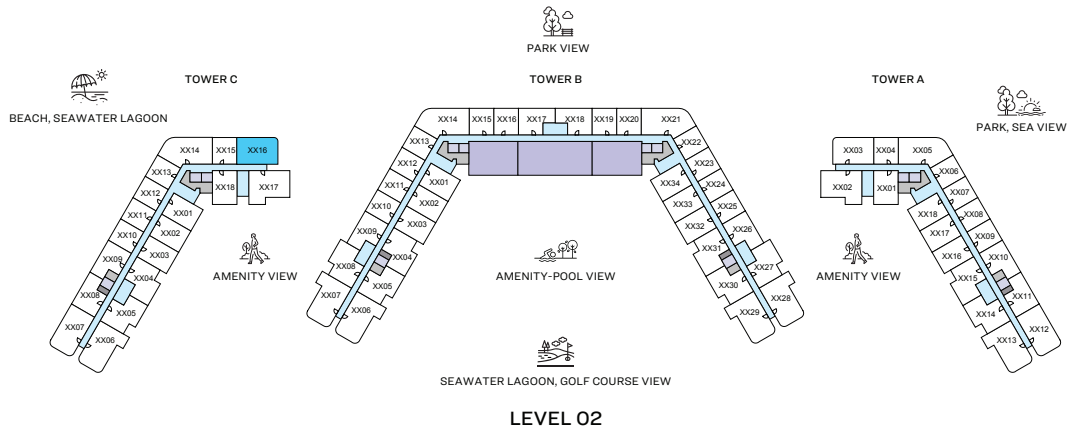 PARK VIEW
TOWER C
TOWER B
TOWER A
BEACH, SEAWATER LAGOON
PARK, SEA VIEW
XX14
XX15
XX16
XX13
XX18
XX17
XX12
XX11
XX01
XX10
XX02
XX09
XX03
XX08
XX04
XX07
XX05
XX06
AMENITY VIEW
XX14
XX15
XX16
XX17
XX18
XX19
XX20
XX21
XX13
XX22
XX12
XX23
XX11
XX01
XX34
XX24
XX10
XX02
XX33
XX25
XX09
XX03
XX32
XX26
XX08
XX04
XX31
XX27
XX07
XX05
XX30
XX28
XX06
XX29
AMENITY-POOL VIEW
XX03
XX04
XX05
XX02
XX01
XX06
XX07
XX18
XX08
XX17
XX09
XX16
XX10
XX15
XX11
XX14
XX12
XX13
AMENITY VIEW
SEAWATER LAGOON, GOLF COURSE VIEW
LEVEL 02